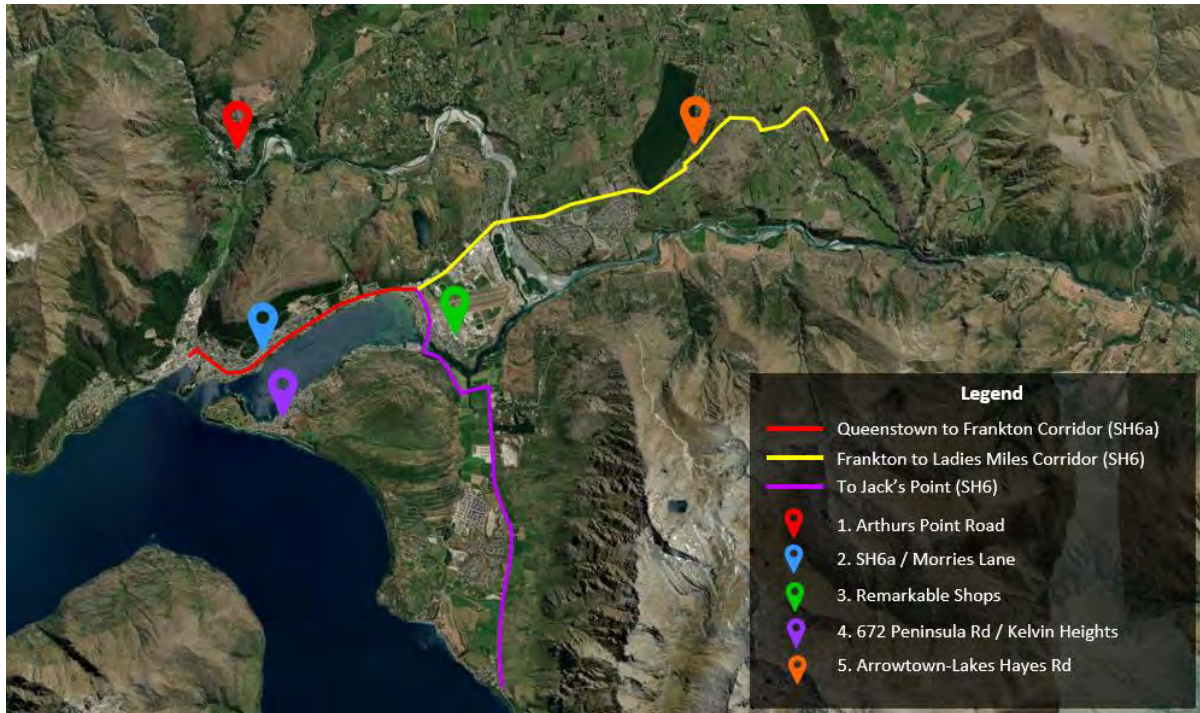 Legend
Queenstown to Frankton Corridor (SH6a)
Frankton to Ladies Miles Corridor (SH6)
To Jack's Point (SH6)
1. Arthurs Point Road
2. SH6a / Morries Lane
3. Remarkable Shops
4. 672 Peninsula Rd / Kelvin Heights
5. Arrowtown-Lakes Hayes Rd